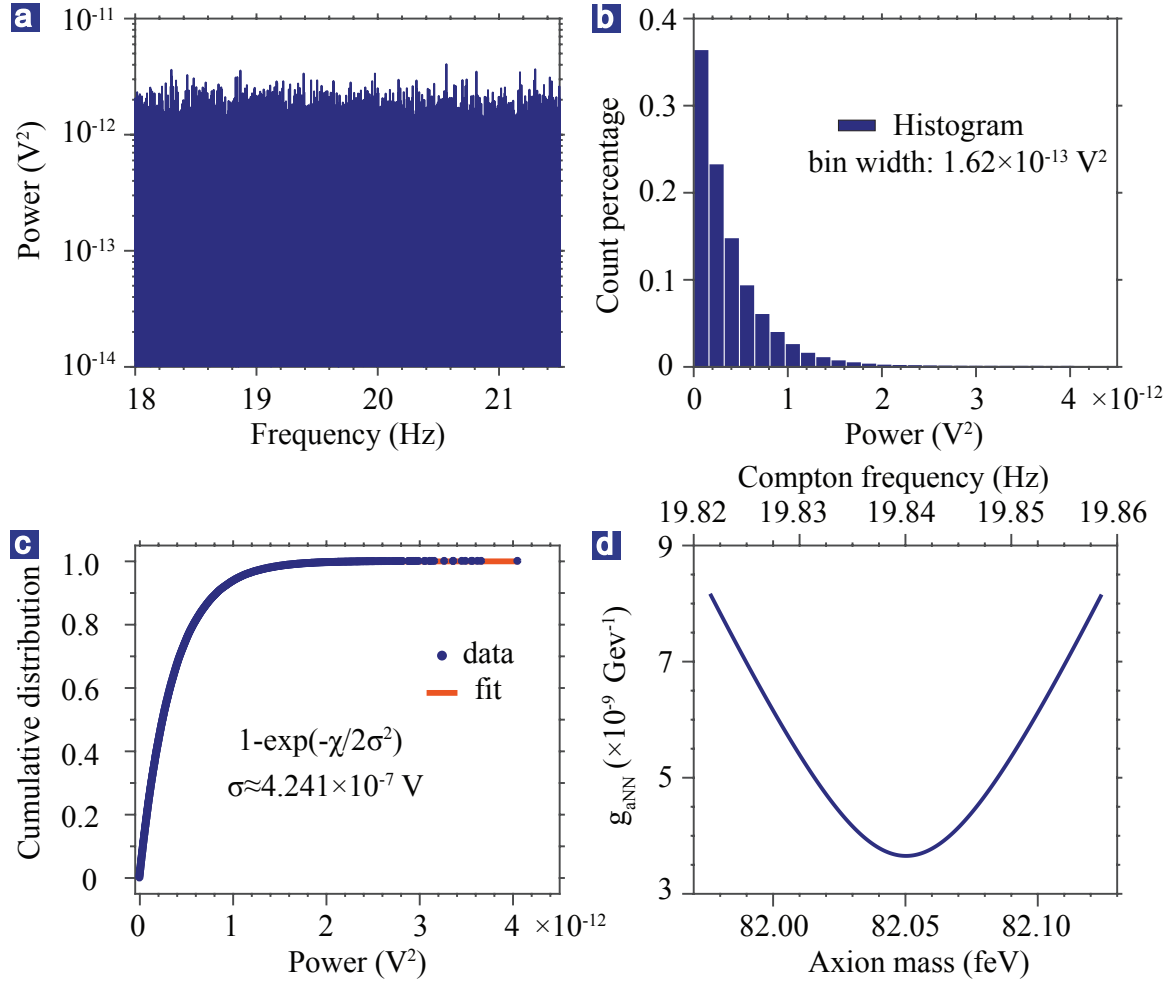 a
10⁻¹¹
10⁻¹²
10⁻¹³
10⁻¹⁴
Power (V²)
18 19 20 21
Frequency (Hz)
b
0.4
0.3
0.2
0.1
0
Count percentage
Histogram
bin width: 1.62×10⁻¹³ V²
0 1 2 3 4 ×10⁻¹²
Power (V²)
c
1.0
0.8
0.6
0.4
0.2
0
Cumulative distribution
data
fit
1-exp(-χ/2σ²)
σ≈4.241×10⁻⁷ V
0 1 2 3 4 ×10⁻¹²
Power (V²)
Compton frequency (Hz)
19.82 19.83 19.84 19.85 19.86
d
9
7
5
3
g_aNN (×10⁻⁹ Gev⁻¹)
82.00 82.05 82.10
Axion mass (feV)